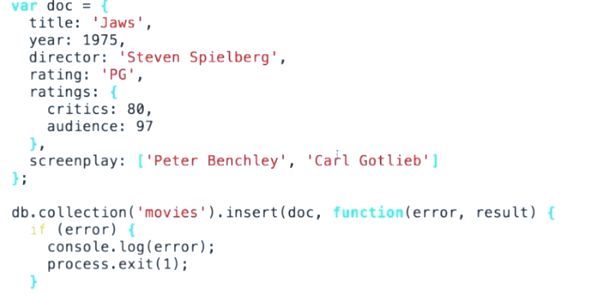 var doc = {
  title: 'Jaws',
  year: 1975,
  director: 'Steven Spielberg',
  rating: 'PG',
  ratings: {
    critics: 80,
    audience: 97
  },
  screenplay: ['Peter Benchley', 'Carl Gotlieb']
};

db.collection('movies').insert(doc, function(error, result) {
  if (error) {
    console.log(error);
    process.exit(1);
  }